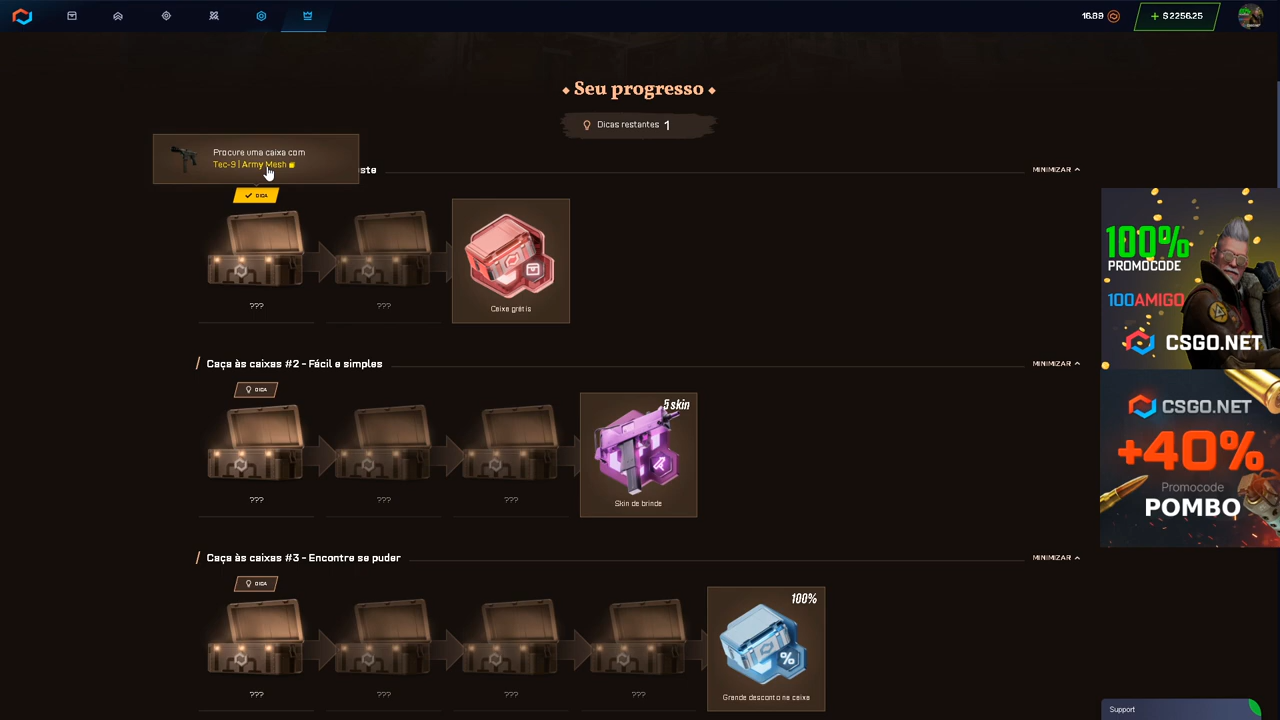 16.89
+ $ 2256.25
Seu progresso
Dicas restantes 1
Procure uma caixa com
Tec-9 | Army Mesh
ste
MINIMIZAR
DICA
???
???
Caixa grátis
100%
PROMOCODE
100AMIGO
CSGO.NET
Caça às caixas #2 - Fácil e simples
MINIMIZAR
DICA
5 skin
???
???
???
Skin de brinde
CSGO.NET
+40%
Promocode
POMBO
Caça às caixas #3 - Encontre se puder
MINIMIZAR
DICA
100%
???
???
???
???
Grande desconto na caixa
Support